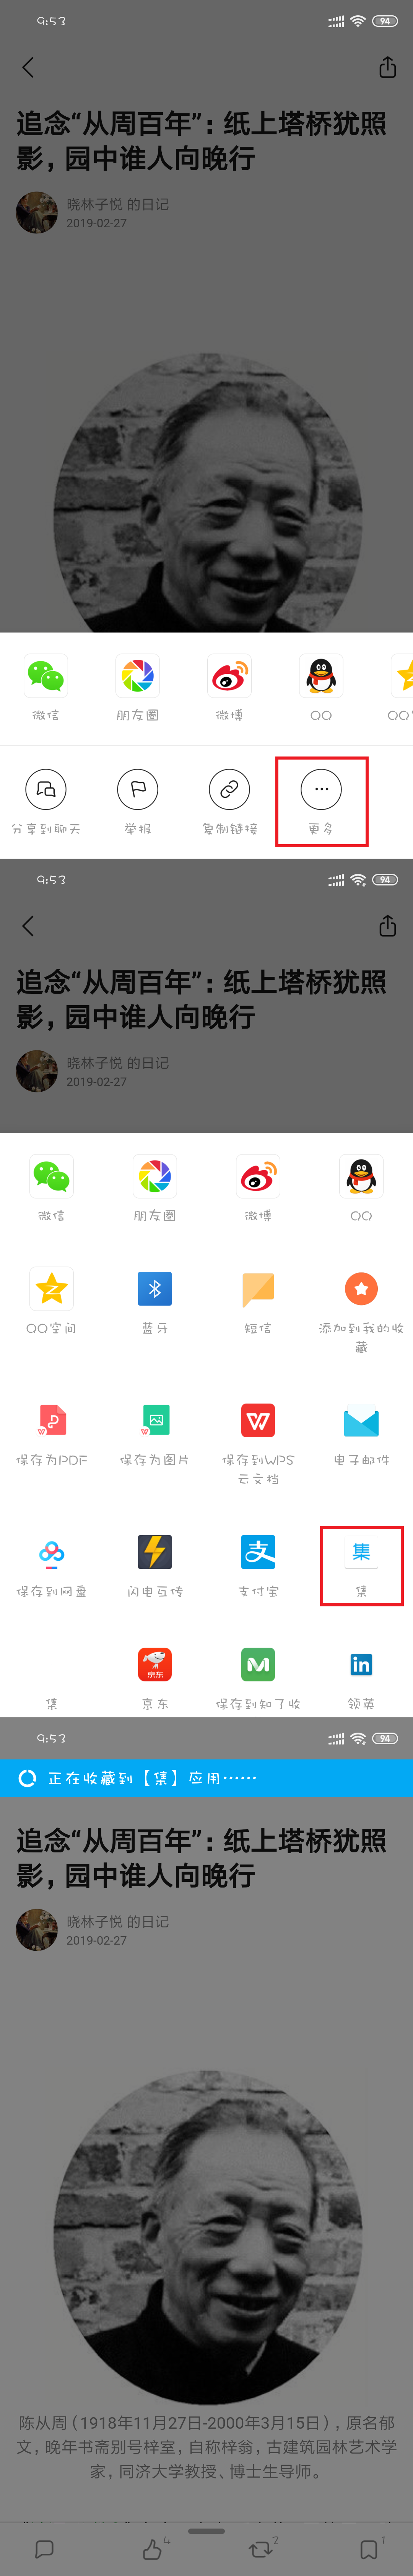 9:53
94
追念“从周百年”：纸上塔桥犹照
影，园中谁人向晚行
晓林子悦 的日记
2019-02-27
微信 朋友圈 微博 QQ
分享到聊天 举报 复制链接 更多
9:53
94
追念“从周百年”：纸上塔桥犹照
影，园中谁人向晚行
晓林子悦 的日记
2019-02-27
微信 朋友圈 微博 QQ
QQ空间 蓝牙 短信 添加到我的收
藏
保存为PDF 保存为图片 保存到WPS 电子邮件
云文档
支
集
保存到网盘 闪电互传 支付宝 集
京东
in
集 京东 保存到知了收 领英
9:53
94
正在收藏到【集】应用……
追念“从周百年”：纸上塔桥犹照
影，园中谁人向晚行
晓林子悦 的日记
2019-02-27
陈从周（1918年11月27日-2000年3月15日），原名郁
文，晚年书斋别号梓室，自称梓翁，古建筑园林艺术学
家，同济大学教授、博士生导师。
4 2 1